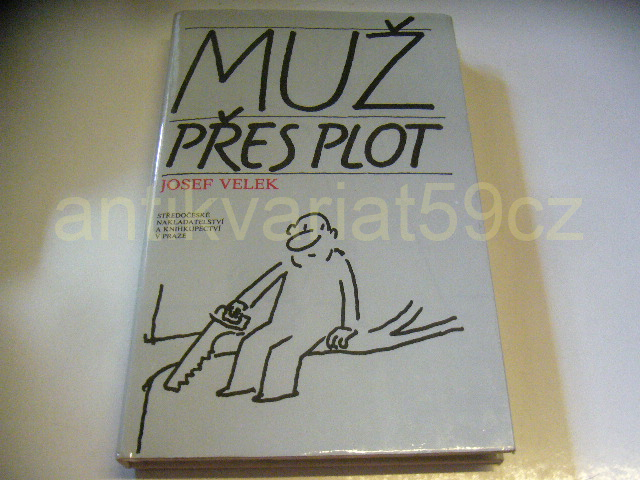 MUŽ
PŘES PLOT
JOSEF VELEK
antikvariat59cz
STŘEDOČESKÉ
NAKLADATELSTVÍ
A KNIHKUPECTVÍ
V PRAZE